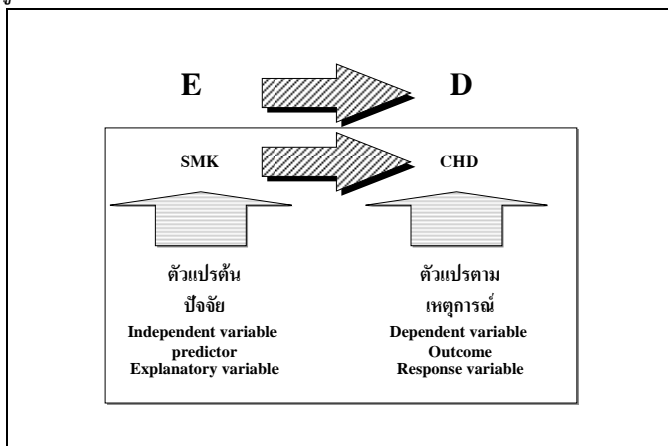 E D
SMK CHD
ตัวแปรต้น
ปัจจัย
Independent variable
predictor
Explanatory variable
ตัวแปรตาม
เหตุการณ์
Dependent variable
Outcome
Response variable